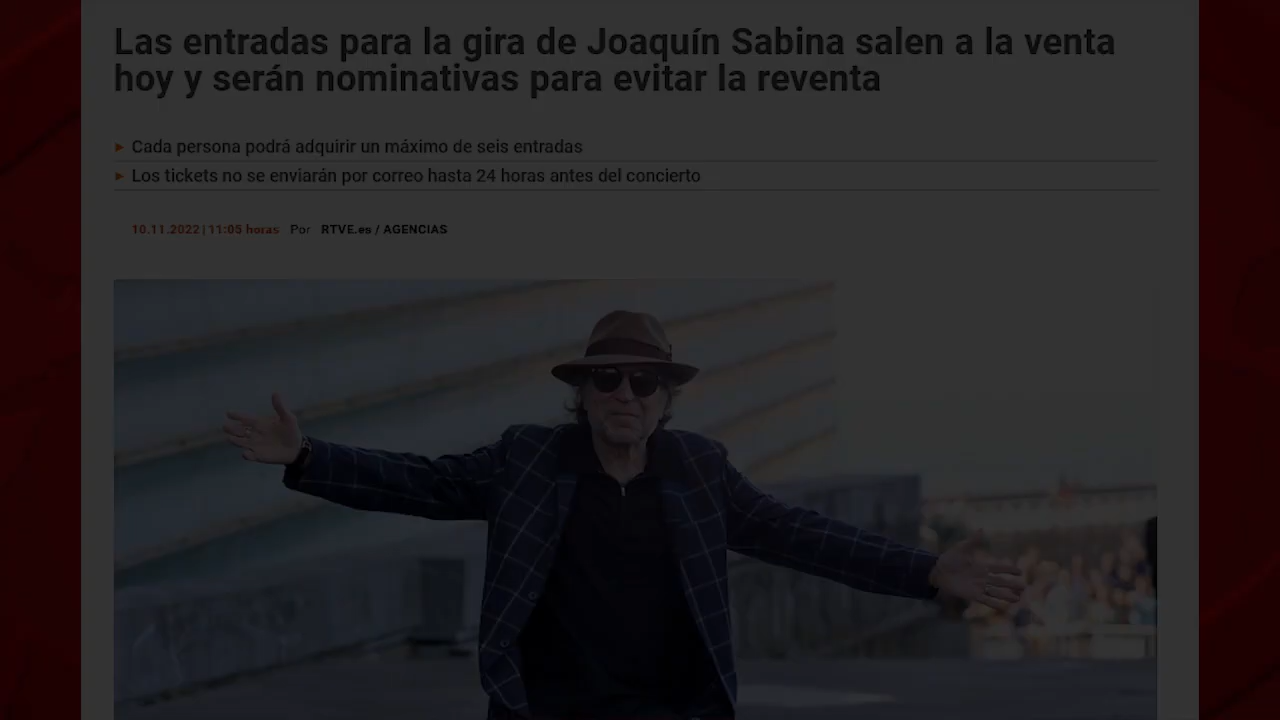 Las entradas para la gira de Joaquín Sabina salen a la venta
hoy y serán nominativas para evitar la reventa
Cada persona podrá adquirir un máximo de seis entradas
Los tickets no se enviarán por correo hasta 24 horas antes del concierto
10.11.2022 | 11:05 horas Por RTVE.es / AGENCIAS